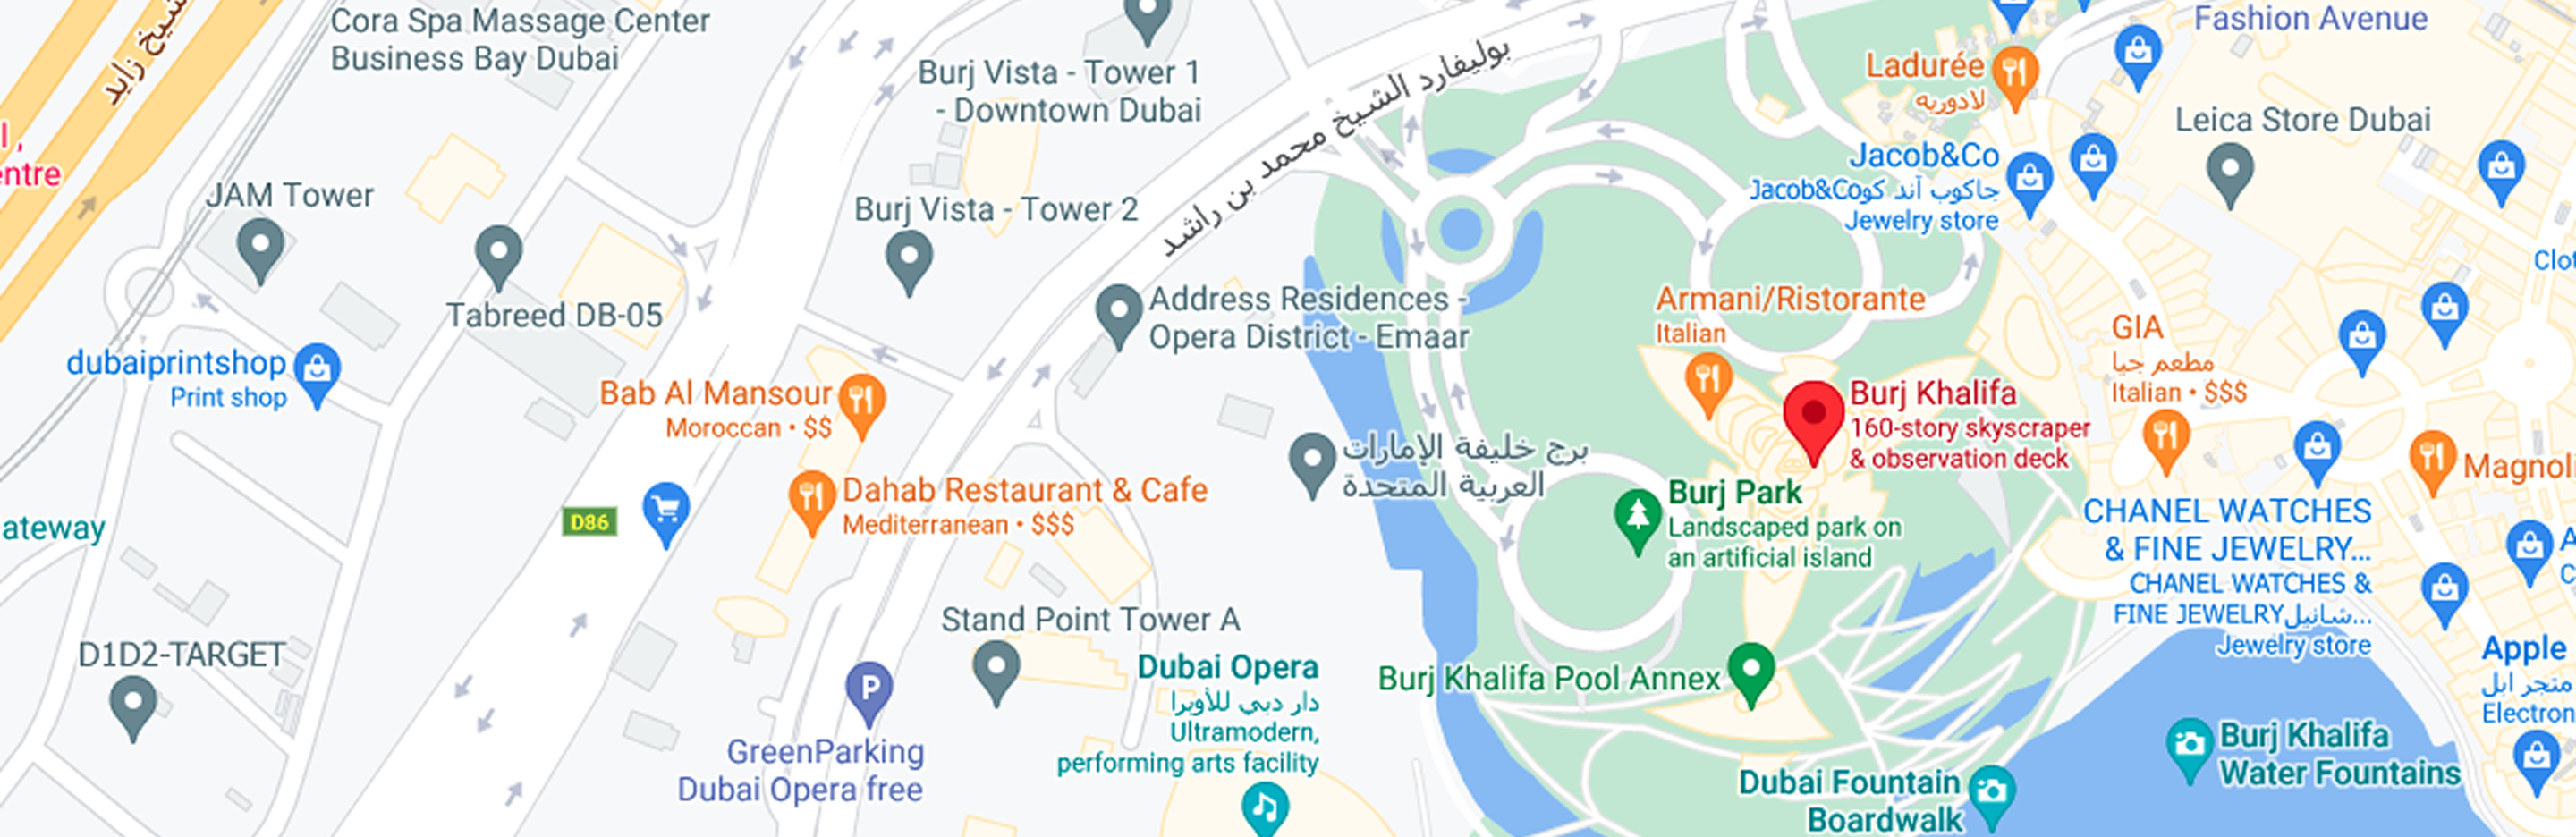 Cora Spa Massage Center
Business Bay Dubai
شيخ زايد
l,
entre
JAM Tower
Tabreed DB-05
dubaiprintshop
Print shop
ateway
D1D2-TARGET
D86
Burj Vista - Tower 1
- Downtown Dubai
Burj Vista - Tower 2
بوليفارد الشيخ محمد بن راشد
Address Residences -
Opera District - Emaar
Bab Al Mansour
Moroccan • $$
Dahab Restaurant & Cafe
Mediterranean • $$$
برج خليفة الإمارات
العربية المتحدة
Stand Point Tower A
P
GreenParking
Dubai Opera free
Dubai Opera
دار دبي للأوبرا
Ultramodern,
performing arts facility
Fashion Avenue
Ladurée
لادوريه
Leica Store Dubai
Jacob&Co
Jacob&Coجاكوب آند كو
Jewelry store
Armani/Ristorante
Italian
Burj Khalifa
160-story skyscraper
& observation deck
Burj Park
Landscaped park on
an artificial island
Burj Khalifa Pool Annex
GIA
مطعم جيا
Italian • $$$
Clot
Magnoli
CHANEL WATCHES
& FINE JEWELRY...
CHANEL WATCHES &
FINE JEWELRYشانيل...
Jewelry store
A
C
Apple
متجر ابل
Electron
Burj Khalifa
Water Fountains
Dubai Fountain
Boardwalk